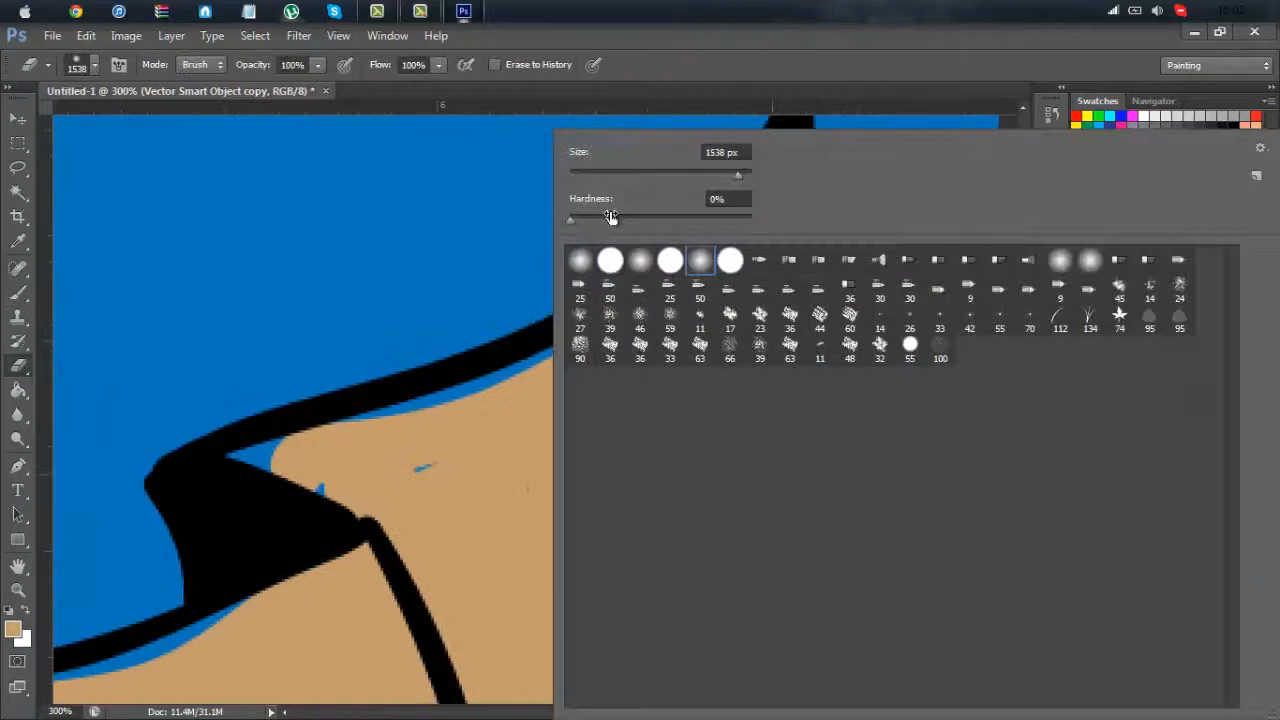 18:02
Ps File Edit Image Layer Type Select Filter View Window Help
1538 Mode: Brush Opacity: 100% Flow: 100% Erase to History Painting
Untitled-1 @ 300% (Vector Smart Object copy, RGB/8) * ×
6
Swatches Navigator
Size: 1538 px
Hardness: 0%
25 50 25 50 36 30 30 9 9 45 14 24
27 39 46 59 11 17 23 36 44 60 14 26 33 42 55 70 112 134 74 95 95
90 36 36 33 63 66 39 63 11 48 32 55 100
300% Doc: 11.4M/31.1M